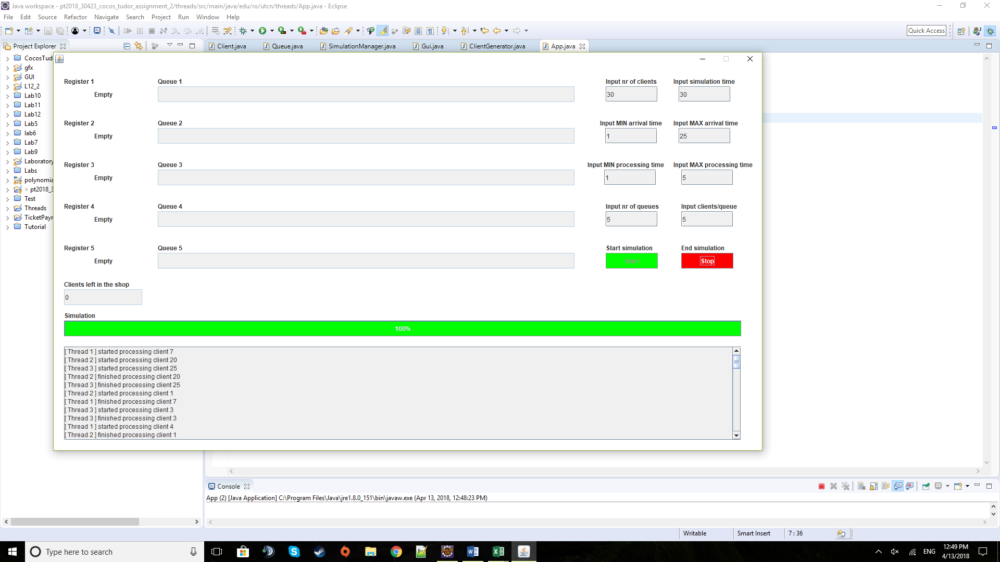 Java workspace - pt2018_30423_cocos_tudor_assignment_2/threads/src/main/java/edu/ro/utcn/threads/App.java - Eclipse
File Edit Source Refactor Navigate Search Project Run Window Help
Quick Access
Project Explorer
Client.java Queue.java SimulationManager.java Gui.java ClientGenerator.java App.java
CocosTud
gfx
GUI
L12_2
Lab10
Lab11
Lab12
Lab5
lab6
Lab7
Lab9
Laboratory
Labs
polynomia
> pt2018_3
Test
Threads
TicketPayr
Tutorial
Register 1 Queue 1 Input nr of clients Input simulation time
Empty 30 30
Register 2 Queue 2 Input MIN arrival time Input MAX arrival time
Empty 1 25
Register 3 Queue 3 Input MIN processing time Input MAX processing time
Empty 1 5
Register 4 Queue 4 Input nr of queues Input clients/queue
Empty 5 5
Register 5 Queue 5 Start simulation End simulation
Empty Start Stop
Clients left in the shop
0
Simulation
100%
[ Thread 1 ] started processing client 7
[ Thread 2 ] started processing client 20
[ Thread 3 ] started processing client 25
[ Thread 2 ] finished processing client 20
[ Thread 3 ] finished processing client 25
[ Thread 2 ] started processing client 1
[ Thread 1 ] finished processing client 7
[ Thread 3 ] started processing client 3
[ Thread 3 ] finished processing client 3
[ Thread 1 ] started processing client 4
[ Thread 2 ] finished processing client 1
Console
App (2) [Java Application] C:\Program Files\Java\jre1.8.0_151\bin\javaw.exe (Apr 13, 2018, 12:48:23 PM)
Writable Smart Insert 7 : 36
Type here to search
ENG
12:49 PM
4/13/2018